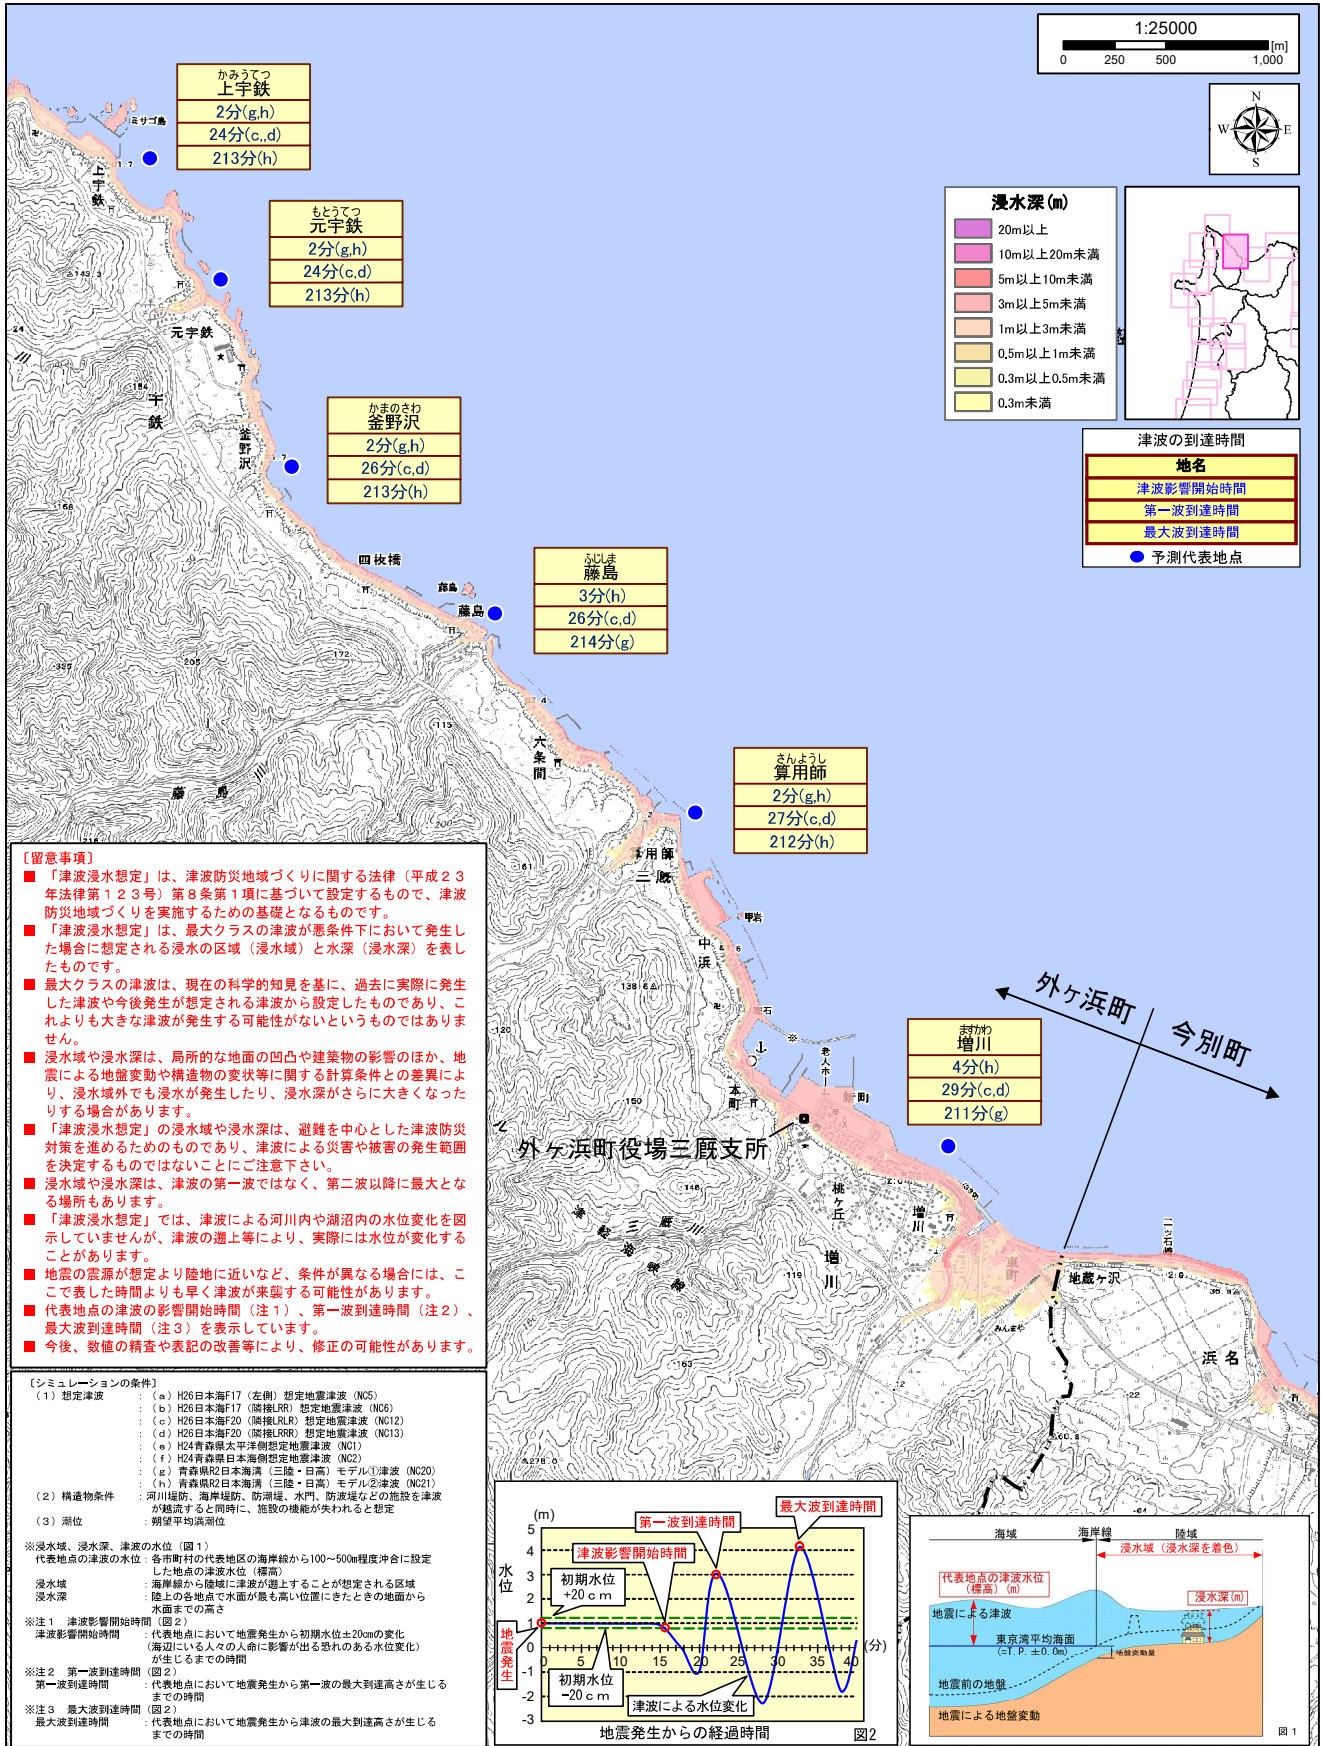 1:25000
[m]
0 250 500 1,000
N
W E
S
かみうてつ
上宇鉄
2分(g,h)
24分(c,,d)
213分(h)
ミサゴ島
上宇鉄
もとうてつ
元宇鉄
2分(g,h)
24分(c,d)
213分(h)
元宇鉄
浸水深(m)
20m以上
10m以上20m未満
5m以上10m未満
3m以上5m未満
1m以上3m未満
0.5m以上1m未満
0.3m以上0.5m未満
0.3m未満
かまのさわ
釜野沢
2分(g,h)
26分(c,d)
213分(h)
釜野沢
津波の到達時間
地名
津波影響開始時間
第一波到達時間
最大波到達時間
予測代表地点
四枚橋
藤島
藤島
ふじしま
藤島
3分(h)
26分(c,d)
214分(g)
六条間
藤島川
さんようし
算用師
2分(g,h)
27分(c,d)
212分(h)
算用師
三厩
甲岩
中浜
外ヶ浜町
今別町
ますかわ
増川
4分(h)
29分(c,d)
211分(g)
老人ホーム
本町
新町
外ヶ浜町役場三厩支所
桃ヶ丘
増川
増川
東町
二ッ石崎
地蔵ヶ沢
みんまや
浜名
〔留意事項〕
■ 「津波浸水想定」は、津波防災地域づくりに関する法律（平成２３
年法律第１２３号）第８条第１項に基づいて設定するもので、津波
防災地域づくりを実施するための基礎となるものです。
■ 「津波浸水想定」は、最大クラスの津波が悪条件下において発生し
た場合に想定される浸水の区域（浸水域）と水深（浸水深）を表し
たものです。
■ 最大クラスの津波は、現在の科学的知見を基に、過去に実際に発生
した津波や今後発生が想定される津波から設定したものであり、こ
れよりも大きな津波が発生する可能性がないというものではありま
せん。
■ 浸水域や浸水深は、局所的な地面の凹凸や建築物の影響のほか、地
震による地盤変動や構造物の変状等に関する計算条件との差異によ
り、浸水域外でも浸水が発生したり、浸水深がさらに大きくなった
りする場合があります。
■ 「津波浸水想定」の浸水域や浸水深は、避難を中心とした津波防災
対策を進めるためのものであり、津波による災害や被害の発生範囲
を決定するものではないことにご注意下さい。
■ 浸水域や浸水深は、津波の第一波ではなく、第二波以降に最大とな
る場所もあります。
■ 「津波浸水想定」では、津波による河川内や湖沼内の水位変化を図
示していませんが、津波の遡上等により、実際には水位が変化する
ことがあります。
■ 地震の震源が想定より陸地に近いなど、条件が異なる場合には、こ
こで表した時間よりも早く津波が来襲する可能性があります。
■ 代表地点の津波の影響開始時間（注１）、第一波到達時間（注２）、
最大波到達時間（注３）を表示しています。
■ 今後、数値の精査や表記の改善等により、修正の可能性があります。
〔シミュレーションの条件〕
（１）想定津波 ：（ａ）H26日本海F17（左側）想定地震津波（NC5）
：（ｂ）H26日本海F17（隣接LRR）想定地震津波（NC6）
：（ｃ）H26日本海F20（隣接LRLR）想定地震津波（NC12）
：（ｄ）H26日本海F20（隣接LRRR）想定地震津波（NC13）
：（ｅ）H24青森県太平洋側想定地震津波（NC1）
：（ｆ）H24青森県日本海側想定地震津波（NC2）
：（ｇ）青森県R2日本海溝（三陸・日高）モデル①津波（NC20）
：（ｈ）青森県R2日本海溝（三陸・日高）モデル②津波（NC21）
（２）構造物条件 ：河川堤防、海岸堤防、防潮堤、水門、防波堤などの施設を津波
が越流すると同時に、施設の機能が失われると想定
（３）潮位 ：朔望平均満潮位
※浸水域、浸水深、津波の水位（図１）
代表地点の津波の水位：各市町村の代表地区の海岸線から100～500m程度沖合に設定
した地点の津波水位（標高）
浸水域 ：海岸線から陸域に津波が遡上することが想定される区域
浸水深 ：陸上の各地点で水面が最も高い位置にきたときの地面から
水面までの高さ
※注１ 津波影響開始時間（図２）
津波影響開始時間 ：代表地点において地震発生から初期水位±20cmの変化
（海辺にいる人々の人命に影響が出る恐れのある水位変化）
が生じるまでの時間
※注２ 第一波到達時間（図２）
第一波到達時間 ：代表地点において地震発生から第一波の最大到達高さが生じる
までの時間
※注３ 最大波到達時間（図２）
最大波到達時間 ：代表地点において地震発生から津波の最大到達高さが生じる
までの時間
(m)
水位
5
4
3
2
1
0
-1
-2
-3
第一波到達時間
最大波到達時間
津波影響開始時間
初期水位
+20ｃｍ
地震発生
5 10 15 20 25 30 35 40
(分)
初期水位
-20ｃｍ
津波による水位変化
地震発生からの経過時間
図2
海域 海岸線 陸域
浸水域（浸水深を着色）
代表地点の津波水位
（標高）(m)
浸水深(m)
地震による津波
東京湾平均海面
(=T.P.±0.0m)
地盤変動量
地震前の地盤
地震による地盤変動
図１